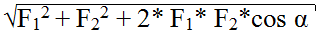 √F₁² + F₂² + 2* F₁* F₂*cos α